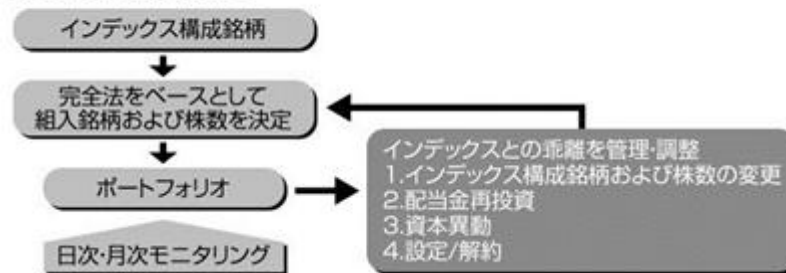 インデックス構成銘柄
完全法をベースとして
組入銘柄および株数を決定
ポートフォリオ
日次・月次モニタリング
インデックスとの乖離を管理・調整
1.インデックス構成銘柄および株数の変更
2.配当金再投資
3.資本異動
4.設定/解約